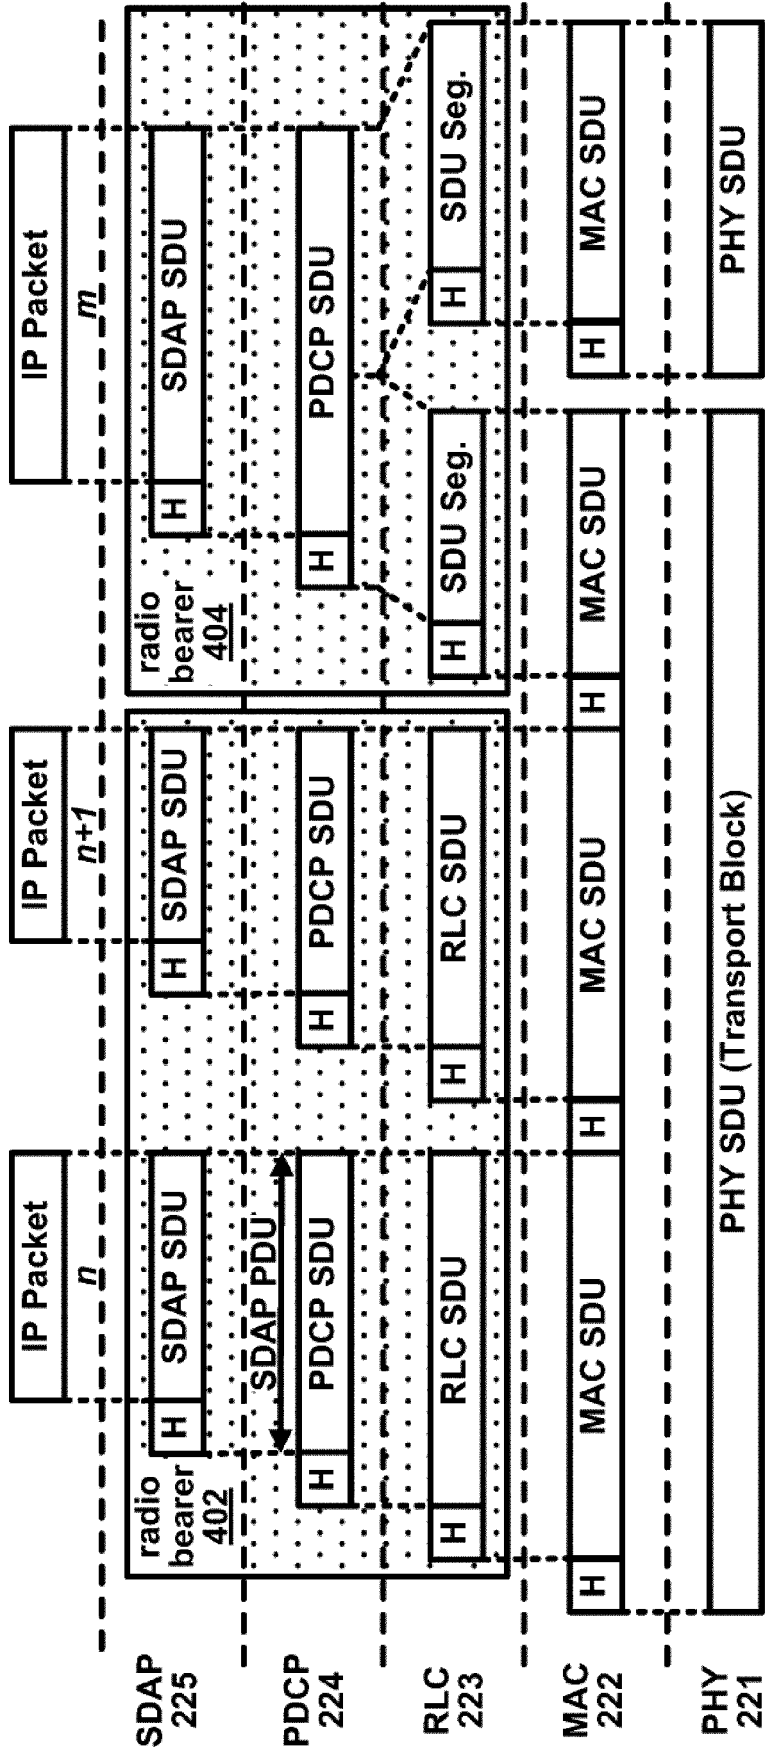 IP Packet
n
IP Packet
n+1
IP Packet
m
SDAP
225
radio
bearer
402
H
SDAP SDU
H
SDAP SDU
radio
bearer
404
H
SDAP SDU
SDAP PDU
PDCP
224
H
PDCP SDU
H
PDCP SDU
H
PDCP SDU
RLC
223
H
RLC SDU
H
RLC SDU
H
SDU Seg.
H
SDU Seg.
MAC
222
H
MAC SDU
H
MAC SDU
H
MAC SDU
H
MAC SDU
PHY
221
PHY SDU (Transport Block)
PHY SDU